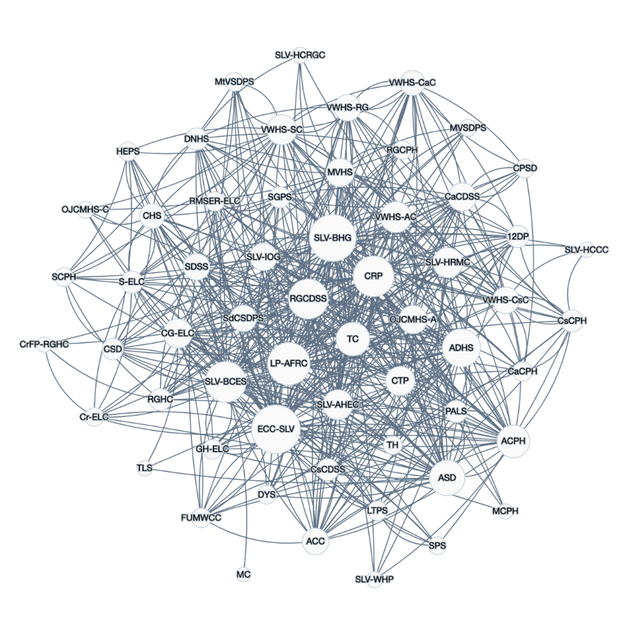 SLV-HCRGC
MtVSDPS
VWHS-CaC
VWHS-RG
VWHS-SC
MVSDPS
DNHS
HEPS
RGCPH
CPSD
MVHS
OJCMHS-C
RMSER-ELC
SGPS
CaCDSS
CHS
VWHS-AC
SLV-BHG
12DP
SLV-HCCC
SLV-IOG
SLV-HRMC
SDSS
SCPH
S-ELC
CRP
RGCDSS
VWHS-CsC
SdCSDPS
OJCMHS-A
CsCPH
CG-ELC
TC
CrFP-RGHC
CSD
ADHS
LP-AFRC
CaCPH
SLV-BCES
CTP
RGHC
SLV-AHEC
PALS
Cr-ELC
ECC-SLV
TH
ACPH
GH-ELC
TLS
CsCDSS
ASD
DYS
LTPS
MCPH
FUMWCC
ACC
SPS
MC
SLV-WHP